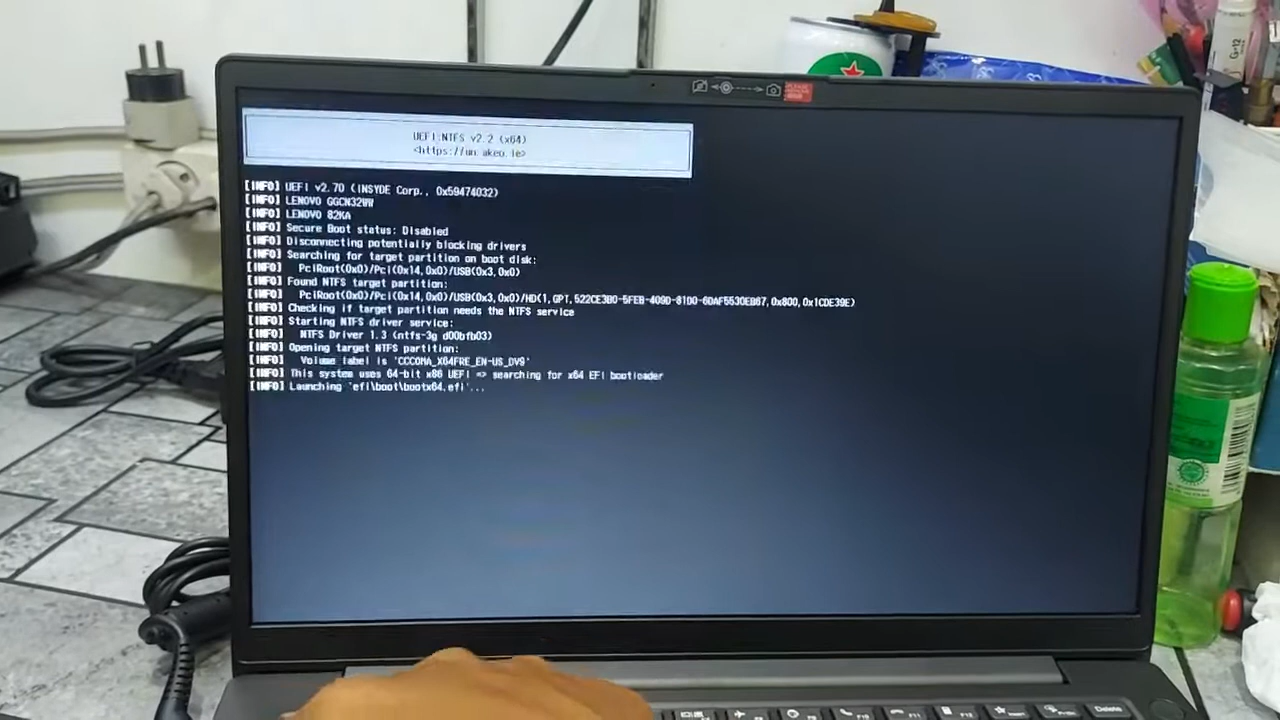 UEFI:NTFS v2.2 (x64)
<https://un.akeo.ie>
[INFO] UEFI v2.70 (INSYDE Corp., 0x59474032)
[INFO] LENOVO GGCN32WW
[INFO] LENOVO 82KA
[INFO] Secure Boot status: Disabled
[INFO] Disconnecting potentially blocking drivers
[INFO] Searching for target partition on boot disk:
[INFO] PciRoot(0x0)/Pci(0x14,0x0)/USB(0x3,0x0)
[INFO] Found NTFS target partition:
[INFO] PciRoot(0x0)/Pci(0x14,0x0)/USB(0x3,0x0)/HD(1,GPT,522CE3B0-5FEB-409D-81D0-6DAF5530EB67,0x800,0x1CDE39E)
[INFO] Checking if target partition needs the NTFS service
[INFO] Starting NTFS driver service:
[INFO] NTFS Driver 1.3 (ntfs-3g d00bfb03)
[INFO] Opening target NTFS partition:
[INFO] Volume label is 'CCCOMA_X64FRE_EN-US_DV9'
[INFO] This system uses 64-bit x86 UEFI => searching for x64 EFI bootloader
[INFO] Launching 'efi\boot\bootx64.efi'...
F10
F11
F12
Delete